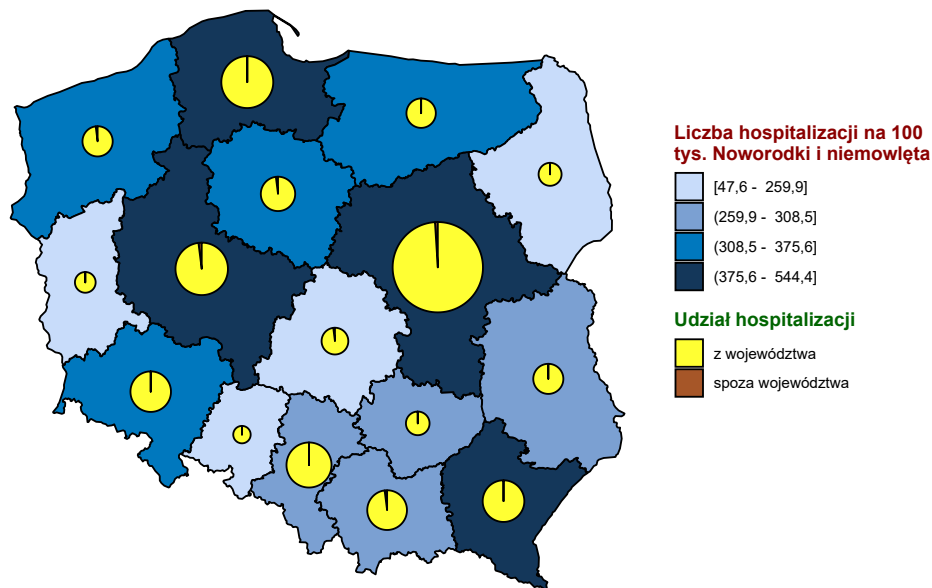 Liczba hospitalizacji na 100
tys. Noworodki i niemowlęta
[47,6 - 259,9]
(259,9 - 308,5]
(308,5 - 375,6]
(375,6 - 544,4]
Udział hospitalizacji
z województwa
spoza województwa